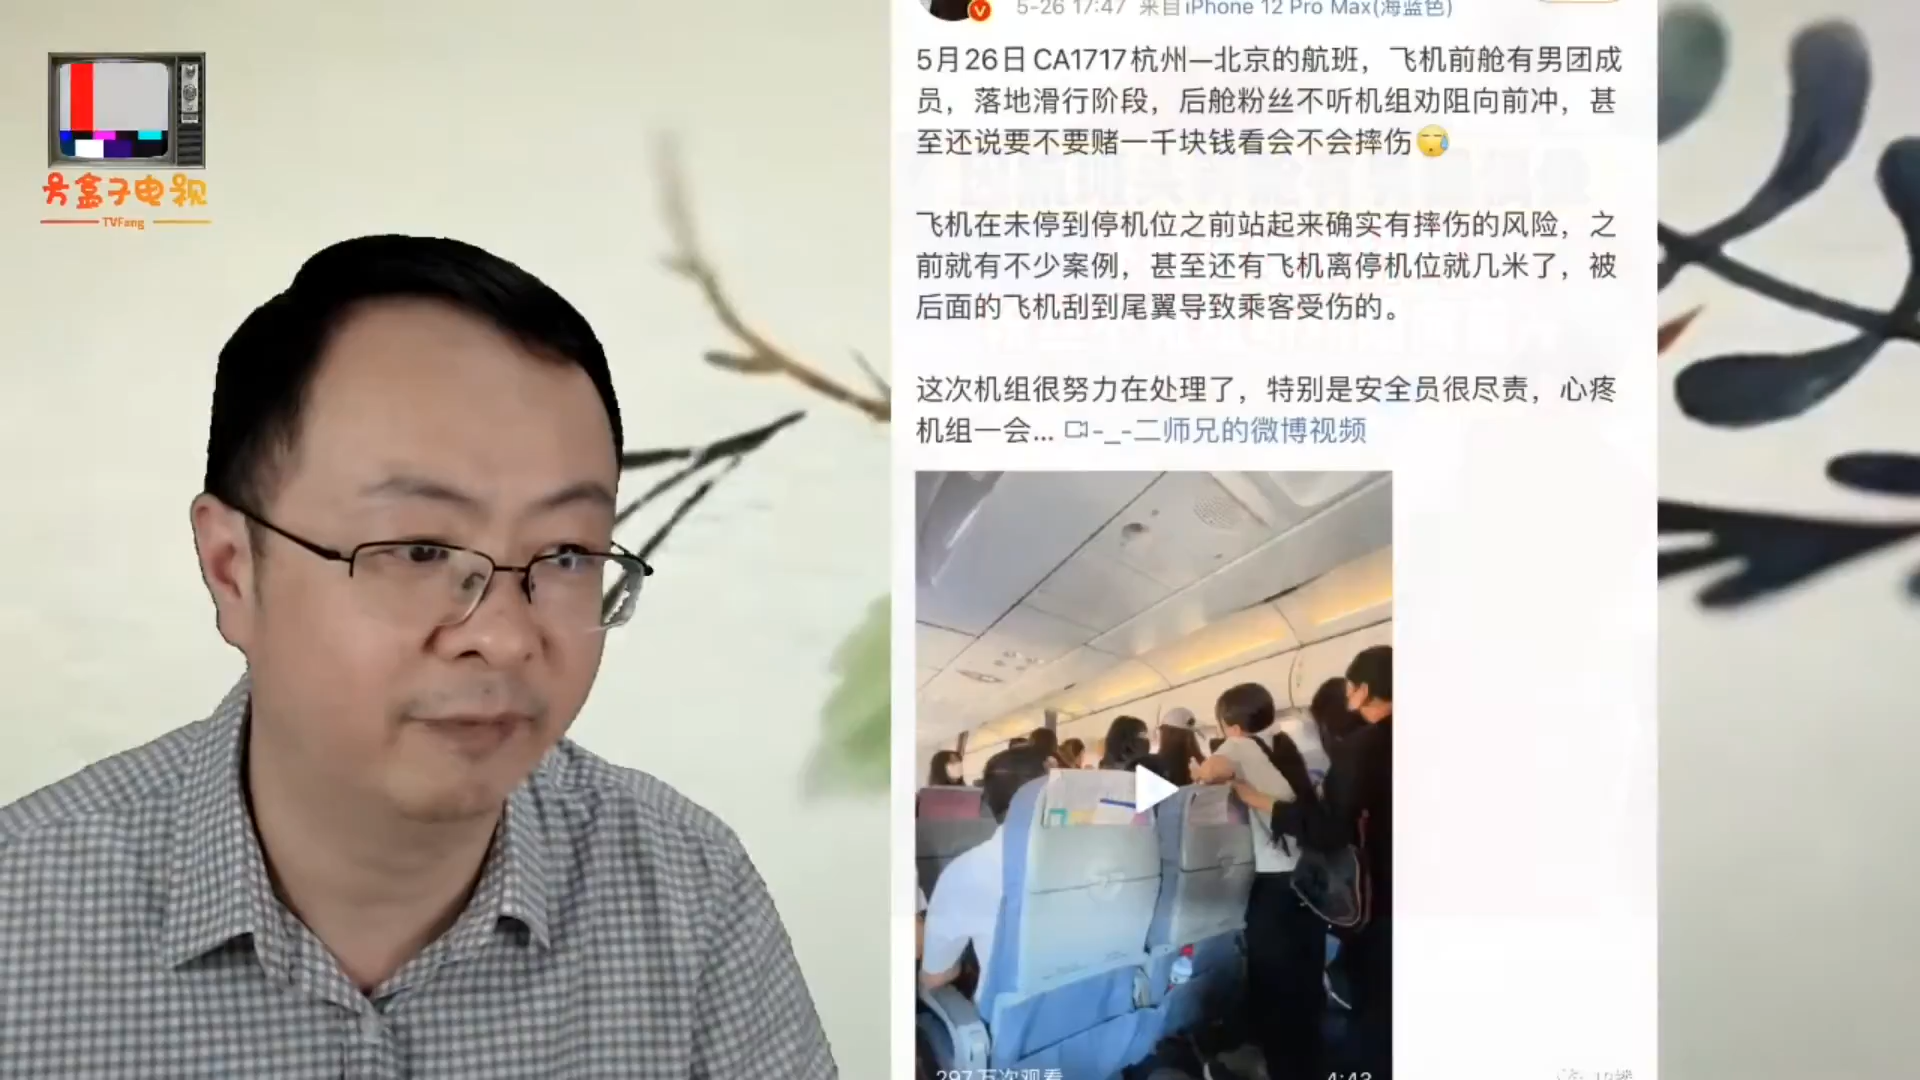 方盒子电视
TVFang
5-26 17:47 来自 iPhone 12 Pro Max(海蓝色)
5月26日CA1717杭州—北京的航班，飞机前舱有男团成
员，落地滑行阶段，后舱粉丝不听机组劝阻向前冲，甚
至还说要不要赌一千块钱看会不会摔伤
飞机在未停到停机位之前站起来确实有摔伤的风险，之
前就有不少案例，甚至还有飞机离停机位就几米了，被
后面的飞机刮到尾翼导致乘客受伤的。
这次机组很努力在处理了，特别是安全员很尽责，心疼
机组一会... -_-二师兄的微博视频
297万次观看
4:43